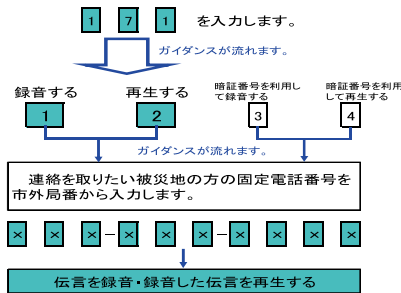 1 7 1 を入力します。
ガイダンスが流れます。
録音する 再生する 暗証番号を利用し 暗証番号を利用
て録音する して再生する
1 2 3 4
ガイダンスが流れます。
連絡を取りたい被災地の方の固定電話番号を
市外局番から入力します。
× × ×－× × × ×－× × × ×
伝言を録音・録音した伝言を再生する